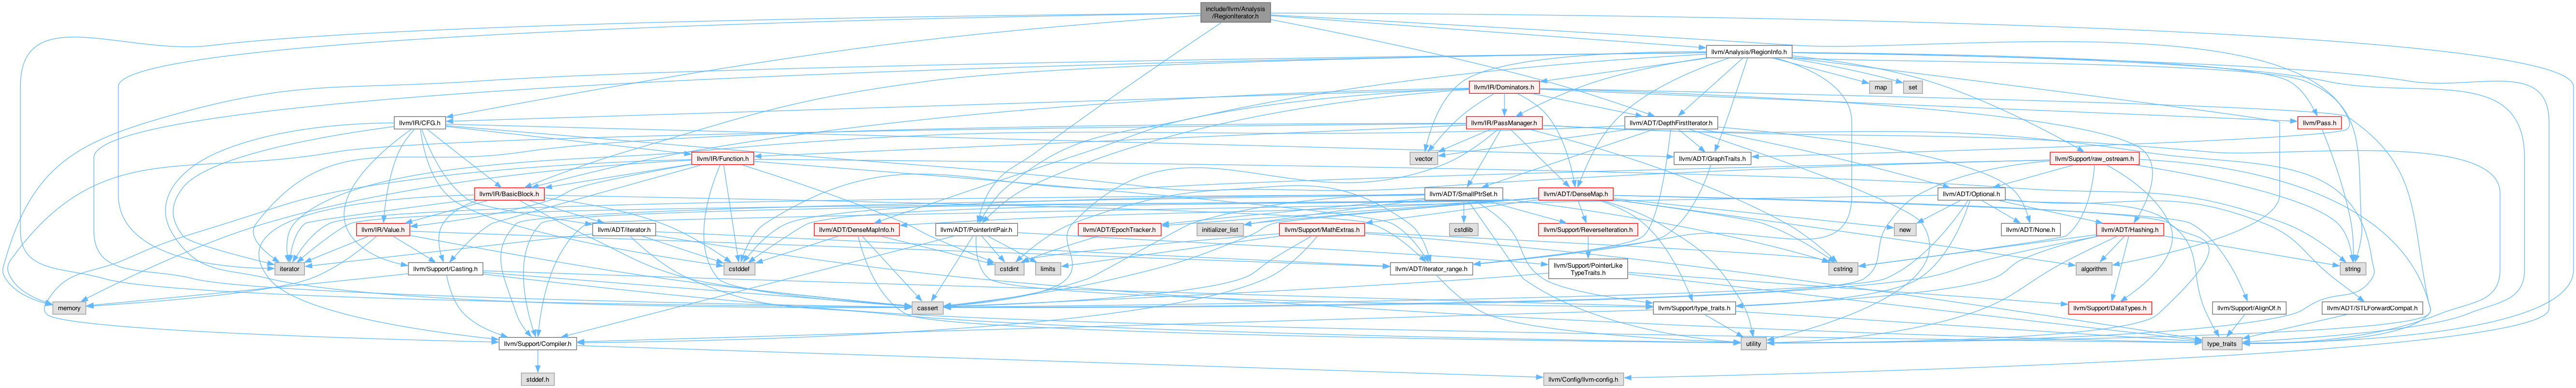 include/llvm/Analysis
/RegionIterator.h
llvm/Analysis/RegionInfo.h
llvm/IR/Dominators.h
map
set
llvm/IR/CFG.h
llvm/IR/PassManager.h
llvm/ADT/DepthFirstIterator.h
llvm/Pass.h
llvm/IR/Function.h
vector
llvm/ADT/GraphTraits.h
llvm/Support/raw_ostream.h
llvm/IR/BasicBlock.h
llvm/ADT/SmallPtrSet.h
llvm/ADT/DenseMap.h
llvm/ADT/Optional.h
llvm/IR/Value.h
llvm/ADT/iterator.h
llvm/ADT/DenseMapInfo.h
llvm/ADT/PointerIntPair.h
llvm/ADT/EpochTracker.h
initializer_list
cstdlib
llvm/Support/MathExtras.h
llvm/Support/ReverseIteration.h
new
llvm/ADT/None.h
llvm/ADT/Hashing.h
iterator
llvm/Support/Casting.h
cstddef
cstdint
limits
llvm/ADT/iterator_range.h
llvm/Support/PointerLike
TypeTraits.h
cstring
algorithm
string
memory
cassert
llvm/Support/type_traits.h
llvm/Support/DataTypes.h
llvm/Support/AlignOf.h
llvm/ADT/STLForwardCompat.h
llvm/Support/Compiler.h
utility
type_traits
stddef.h
llvm/Config/llvm-config.h